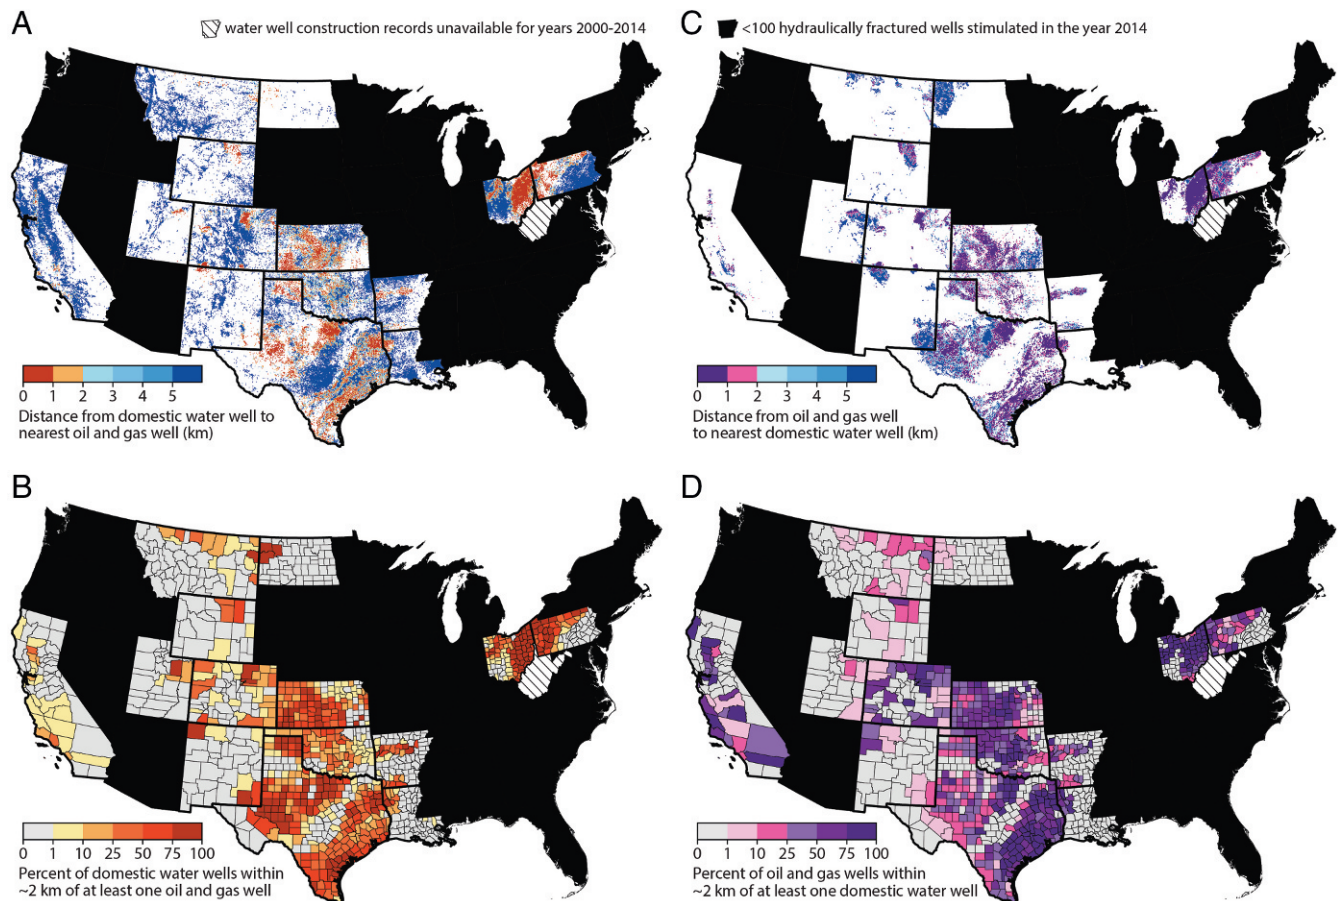 A
water well construction records unavailable for years 2000-2014
0 1 2 3 4 5
Distance from domestic water well to
nearest oil and gas well (km)
C
<100 hydraulically fractured wells stimulated in the year 2014
0 1 2 3 4 5
Distance from oil and gas well
to nearest domestic water well (km)
B
0 1 10 25 50 75 100
Percent of domestic water wells within
~2 km of at least one oil and gas well
D
0 1 10 25 50 75 100
Percent of oil and gas wells within
~2 km of at least one domestic water well